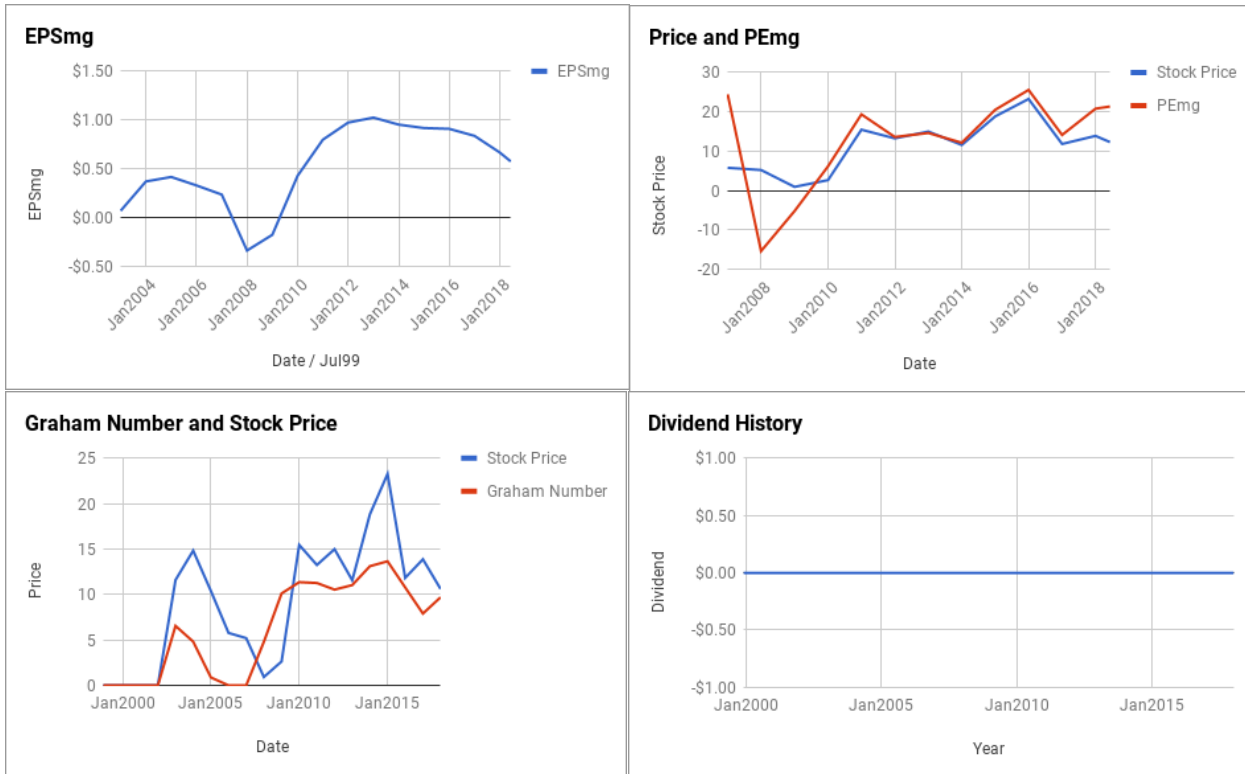 EPSmg
$1.50
$1.00
$0.50
$0.00
-$0.50
EPSmg
Jan2004
Jan2006
Jan2008
Jan2010
Jan2012
Jan2014
Jan2016
Jan2018
Date / Jul99
EPSmg
Price and PEmg
30
20
10
0
-10
-20
Stock Price
Jan2008
Jan2010
Jan2012
Jan2014
Jan2016
Jan2018
Date
Stock Price
PEmg
Graham Number and Stock Price
25
20
15
10
5
0
Price
Jan2000
Jan2005
Jan2010
Jan2015
Date
Stock Price
Graham Number
Dividend History
$1.00
$0.50
$0.00
-$0.50
-$1.00
Dividend
Jan2000
Jan2005
Jan2010
Jan2015
Year